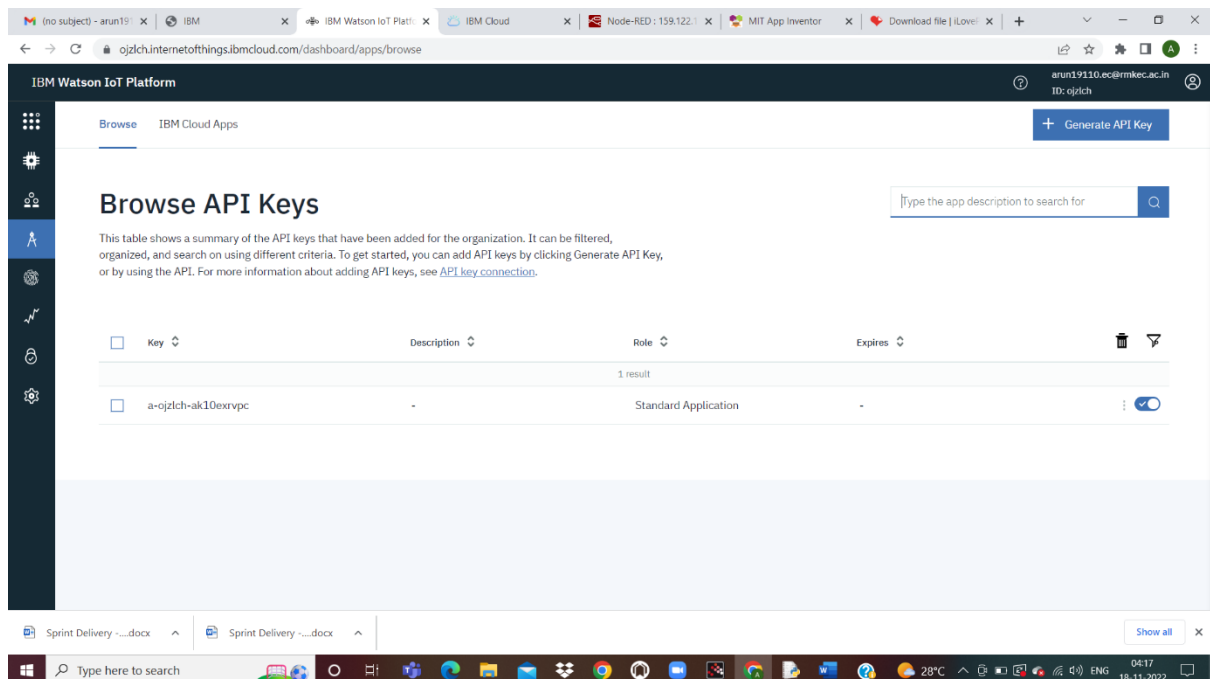 (no subject) - arun191
IBM
IBM Watson IoT Platfo
IBM Cloud
Node-RED : 159.122.1
MIT App Inventor
Download file | iLovel
ojzlch.internetofthings.ibmcloud.com/dashboard/apps/browse
A
IBM Watson IoT Platform
arun19110.ec@rmkec.ac.in
ID: ojzlch
Browse
IBM Cloud Apps
+ Generate API Key
Browse API Keys
Type the app description to search for
This table shows a summary of the API keys that have been added for the organization. It can be filtered,
organized, and search on using different criteria. To get started, you can add API keys by clicking Generate API Key,
or by using the API. For more information about adding API keys, see API key connection.
Key
Description
Role
Expires
1 result
a-ojzlch-ak10exrvpc
-
Standard Application
-
Sprint Delivery -....docx
Sprint Delivery -....docx
Show all
Type here to search
28°C
ENG
04:17
18-11-2022